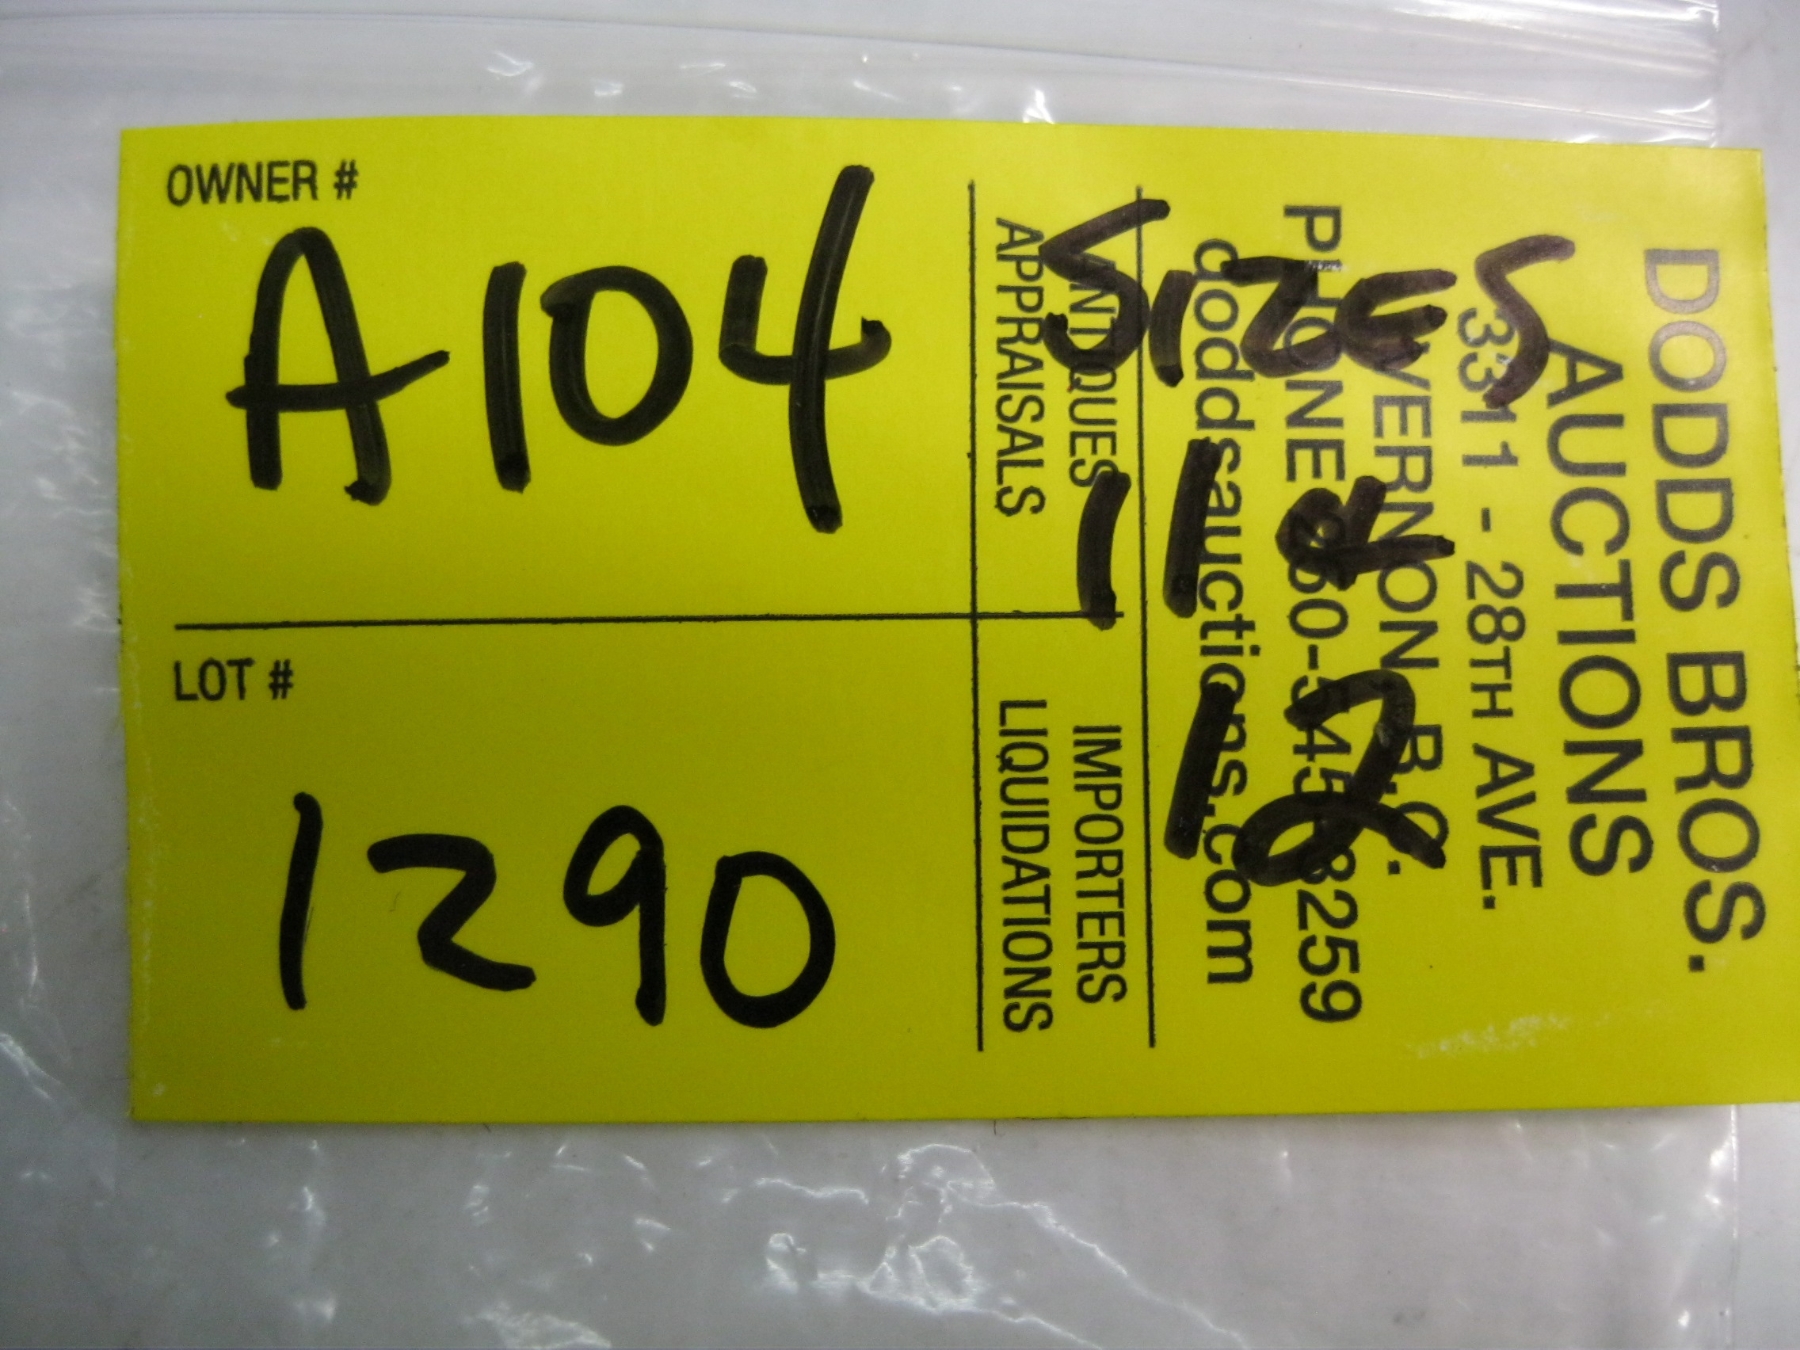 OWNER #
A104
LOT #
1290
DODDS BROS.
AUCTIONS
3311 - 28TH AVE.
VERNON B.C.
PHONE 250-545-3259
doddsauctions.com
ANTIQUES IMPORTERS
APPRAISALS LIQUIDATIONS
SIZES
11 &
12